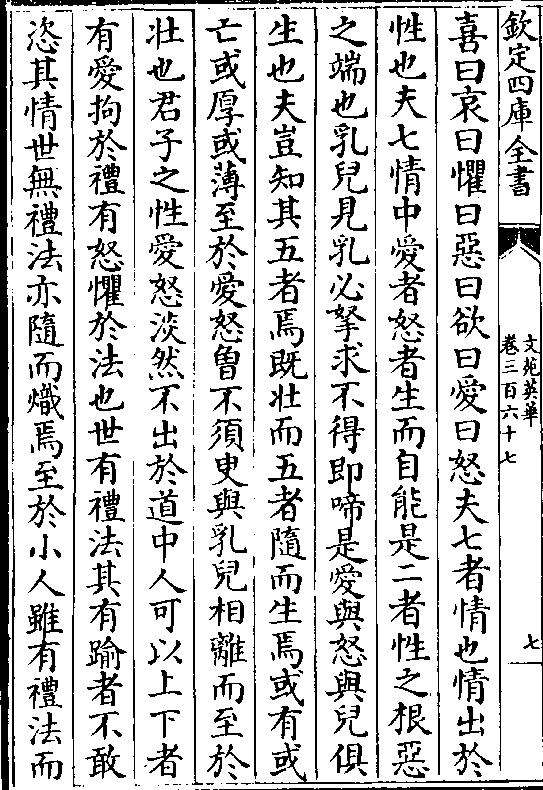 欽定四庫全書
文苑英華
卷三百六十七
七
喜曰哀曰懼曰惡曰欲曰愛曰怒夫七者情也情出於
性也夫七情中愛者怒者生而自能是二者性之根惡
之端也乳兒見乳必拏求不得即啼是愛與怒與兒俱
生也夫豈知其五者焉既壯而五者隨而生焉或有或
亡或厚或薄至於愛怒曾不須臾與乳兒相離而至於
壯也君子之性愛怒淡然不出於道中人可以上下者
有愛拘於禮有怒懼於法也世有禮法其有踰者不敢
恣其情世無禮法亦隨而熾焉至於小人雖有禮法而